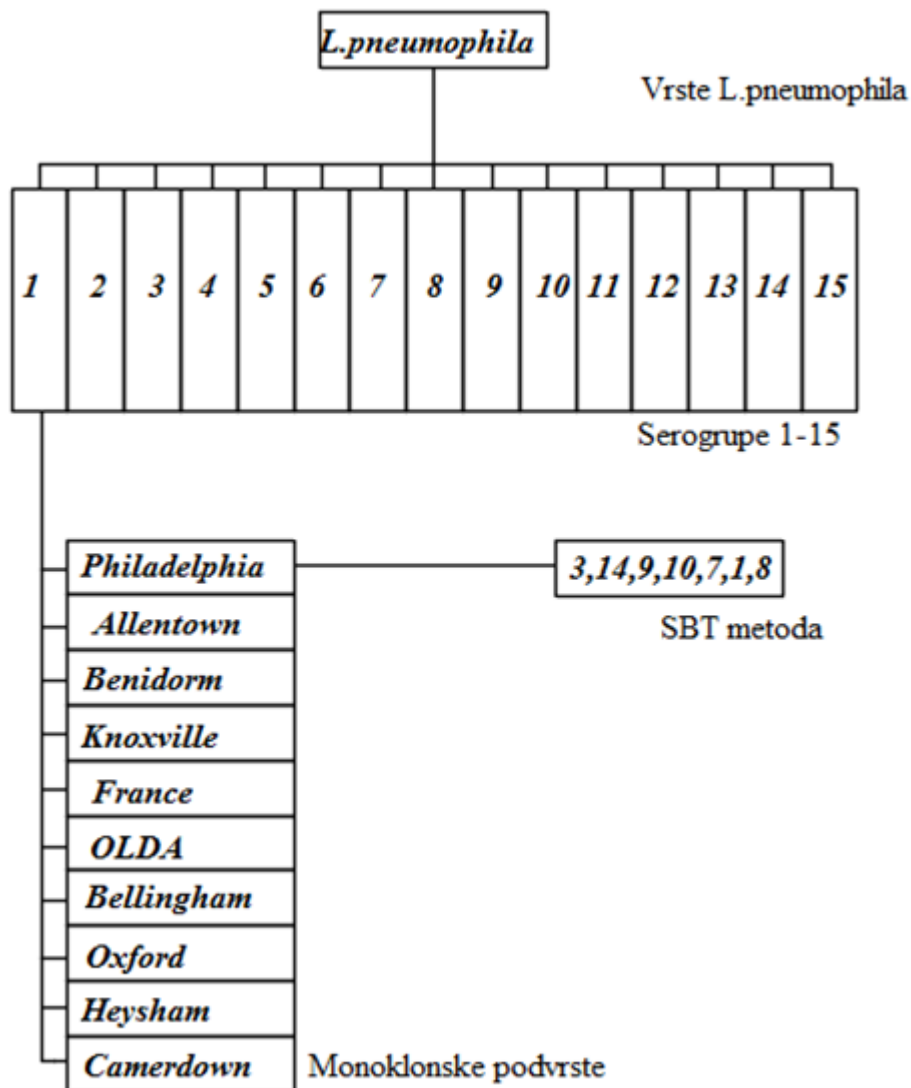 L.pneumophila
Vrste L.pneumophila
1 2 3 4 5 6 7 8 9 10 11 12 13 14 15
Serogrupe 1-15
Philadelphia 3,14,9,10,7,1,8
Allentown SBT metoda
Benidorm
Knoxville
France
OLDA
Bellingham
Oxford
Heysham
Camerdown Monoklonske podvrste